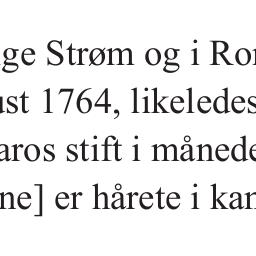 ge Strøm og i Ro
ust 1764, likeledes
aros stift i månede
ne] er hårete i kan